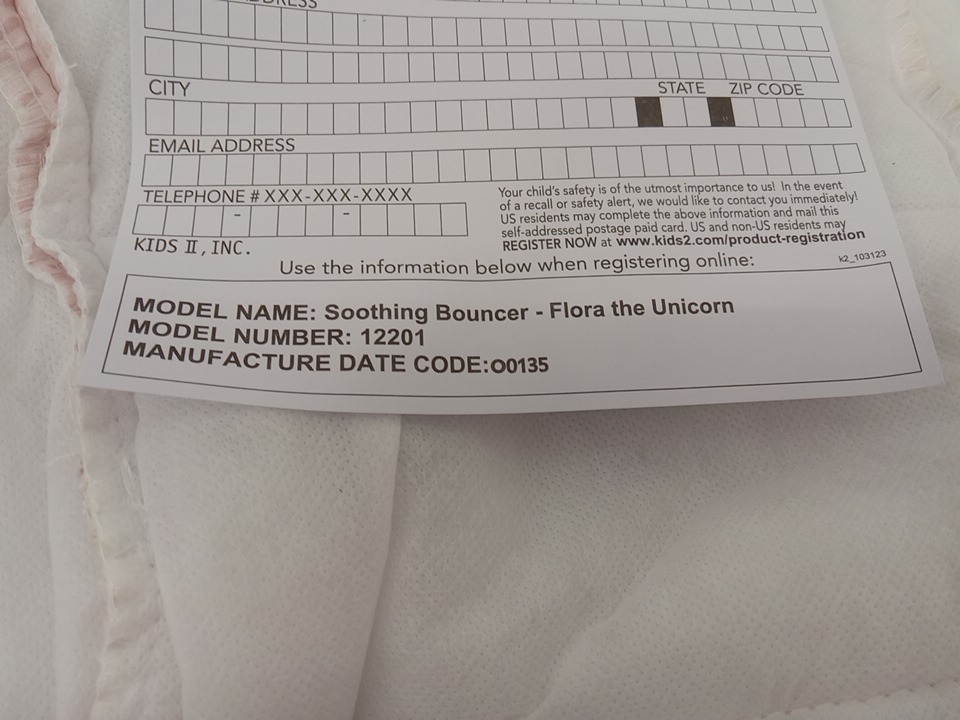 ADDRESS
CITY STATE ZIP CODE
EMAIL ADDRESS
TELEPHONE # XXX-XXX-XXXX
- -
KIDS II, INC.
Your child's safety is of the utmost importance to us! In the event
of a recall or safety alert, we would like to contact you immediately!
US residents may complete the above information and mail this
self-addressed postage paid card. US and non-US residents may
REGISTER NOW at www.kids2.com/product-registration
k2_103123
Use the information below when registering online:
MODEL NAME: Soothing Bouncer - Flora the Unicorn
MODEL NUMBER: 12201
MANUFACTURE DATE CODE:O0135